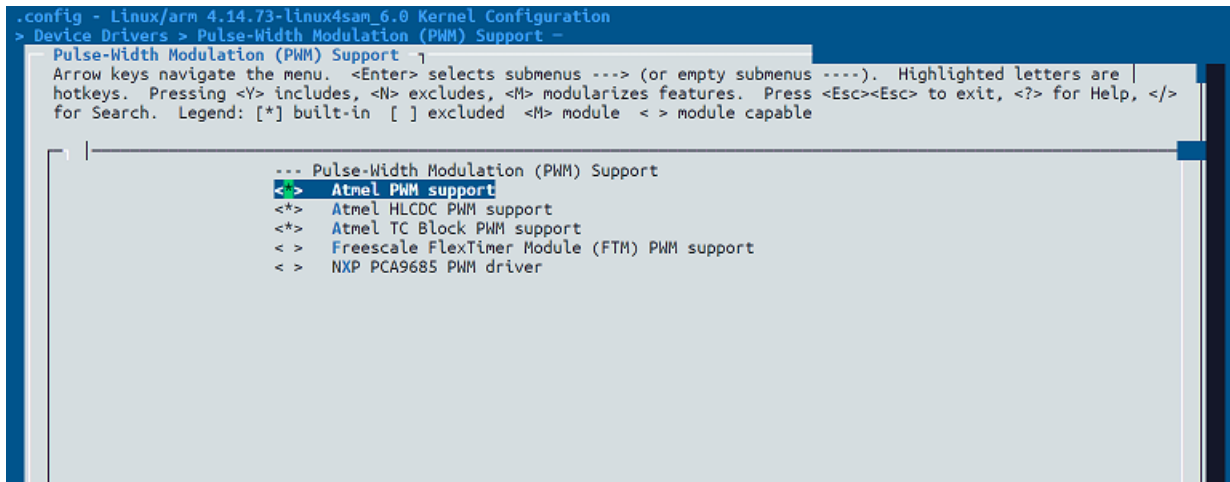 .config - Linux/arm 4.14.73-linux4sam_6.0 Kernel Configuration
> Device Drivers > Pulse-Width Modulation (PWM) Support
Pulse-Width Modulation (PWM) Support
Arrow keys navigate the menu.  <Enter> selects submenus ---> (or empty submenus ----).  Highlighted letters are
hotkeys.  Pressing <Y> includes, <N> excludes, <M> modularizes features.  Press <Esc><Esc> to exit, <?> for Help, </>
for Search.  Legend: [*] built-in  [ ] excluded  <M> module  < > module capable
--- Pulse-Width Modulation (PWM) Support
<*>   Atmel PWM support
<*>   Atmel HLCDC PWM support
<*>   Atmel TC Block PWM support
< >   Freescale FlexTimer Module (FTM) PWM support
< >   NXP PCA9685 PWM driver